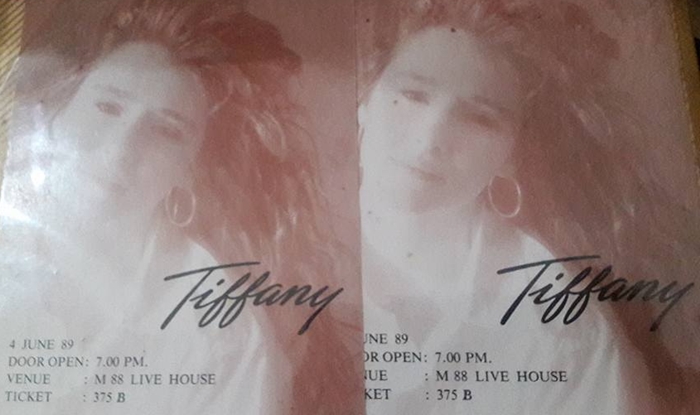 Tiffany
4 JUNE 89
DOOR OPEN: 7.00 PM.
VENUE : M 88 LIVE HOUSE
TICKET : 375 B
Tiffany
UNE 89
OR OPEN: 7.00 PM.
NUE : M 88 LIVE HOUSE
KET : 375 B